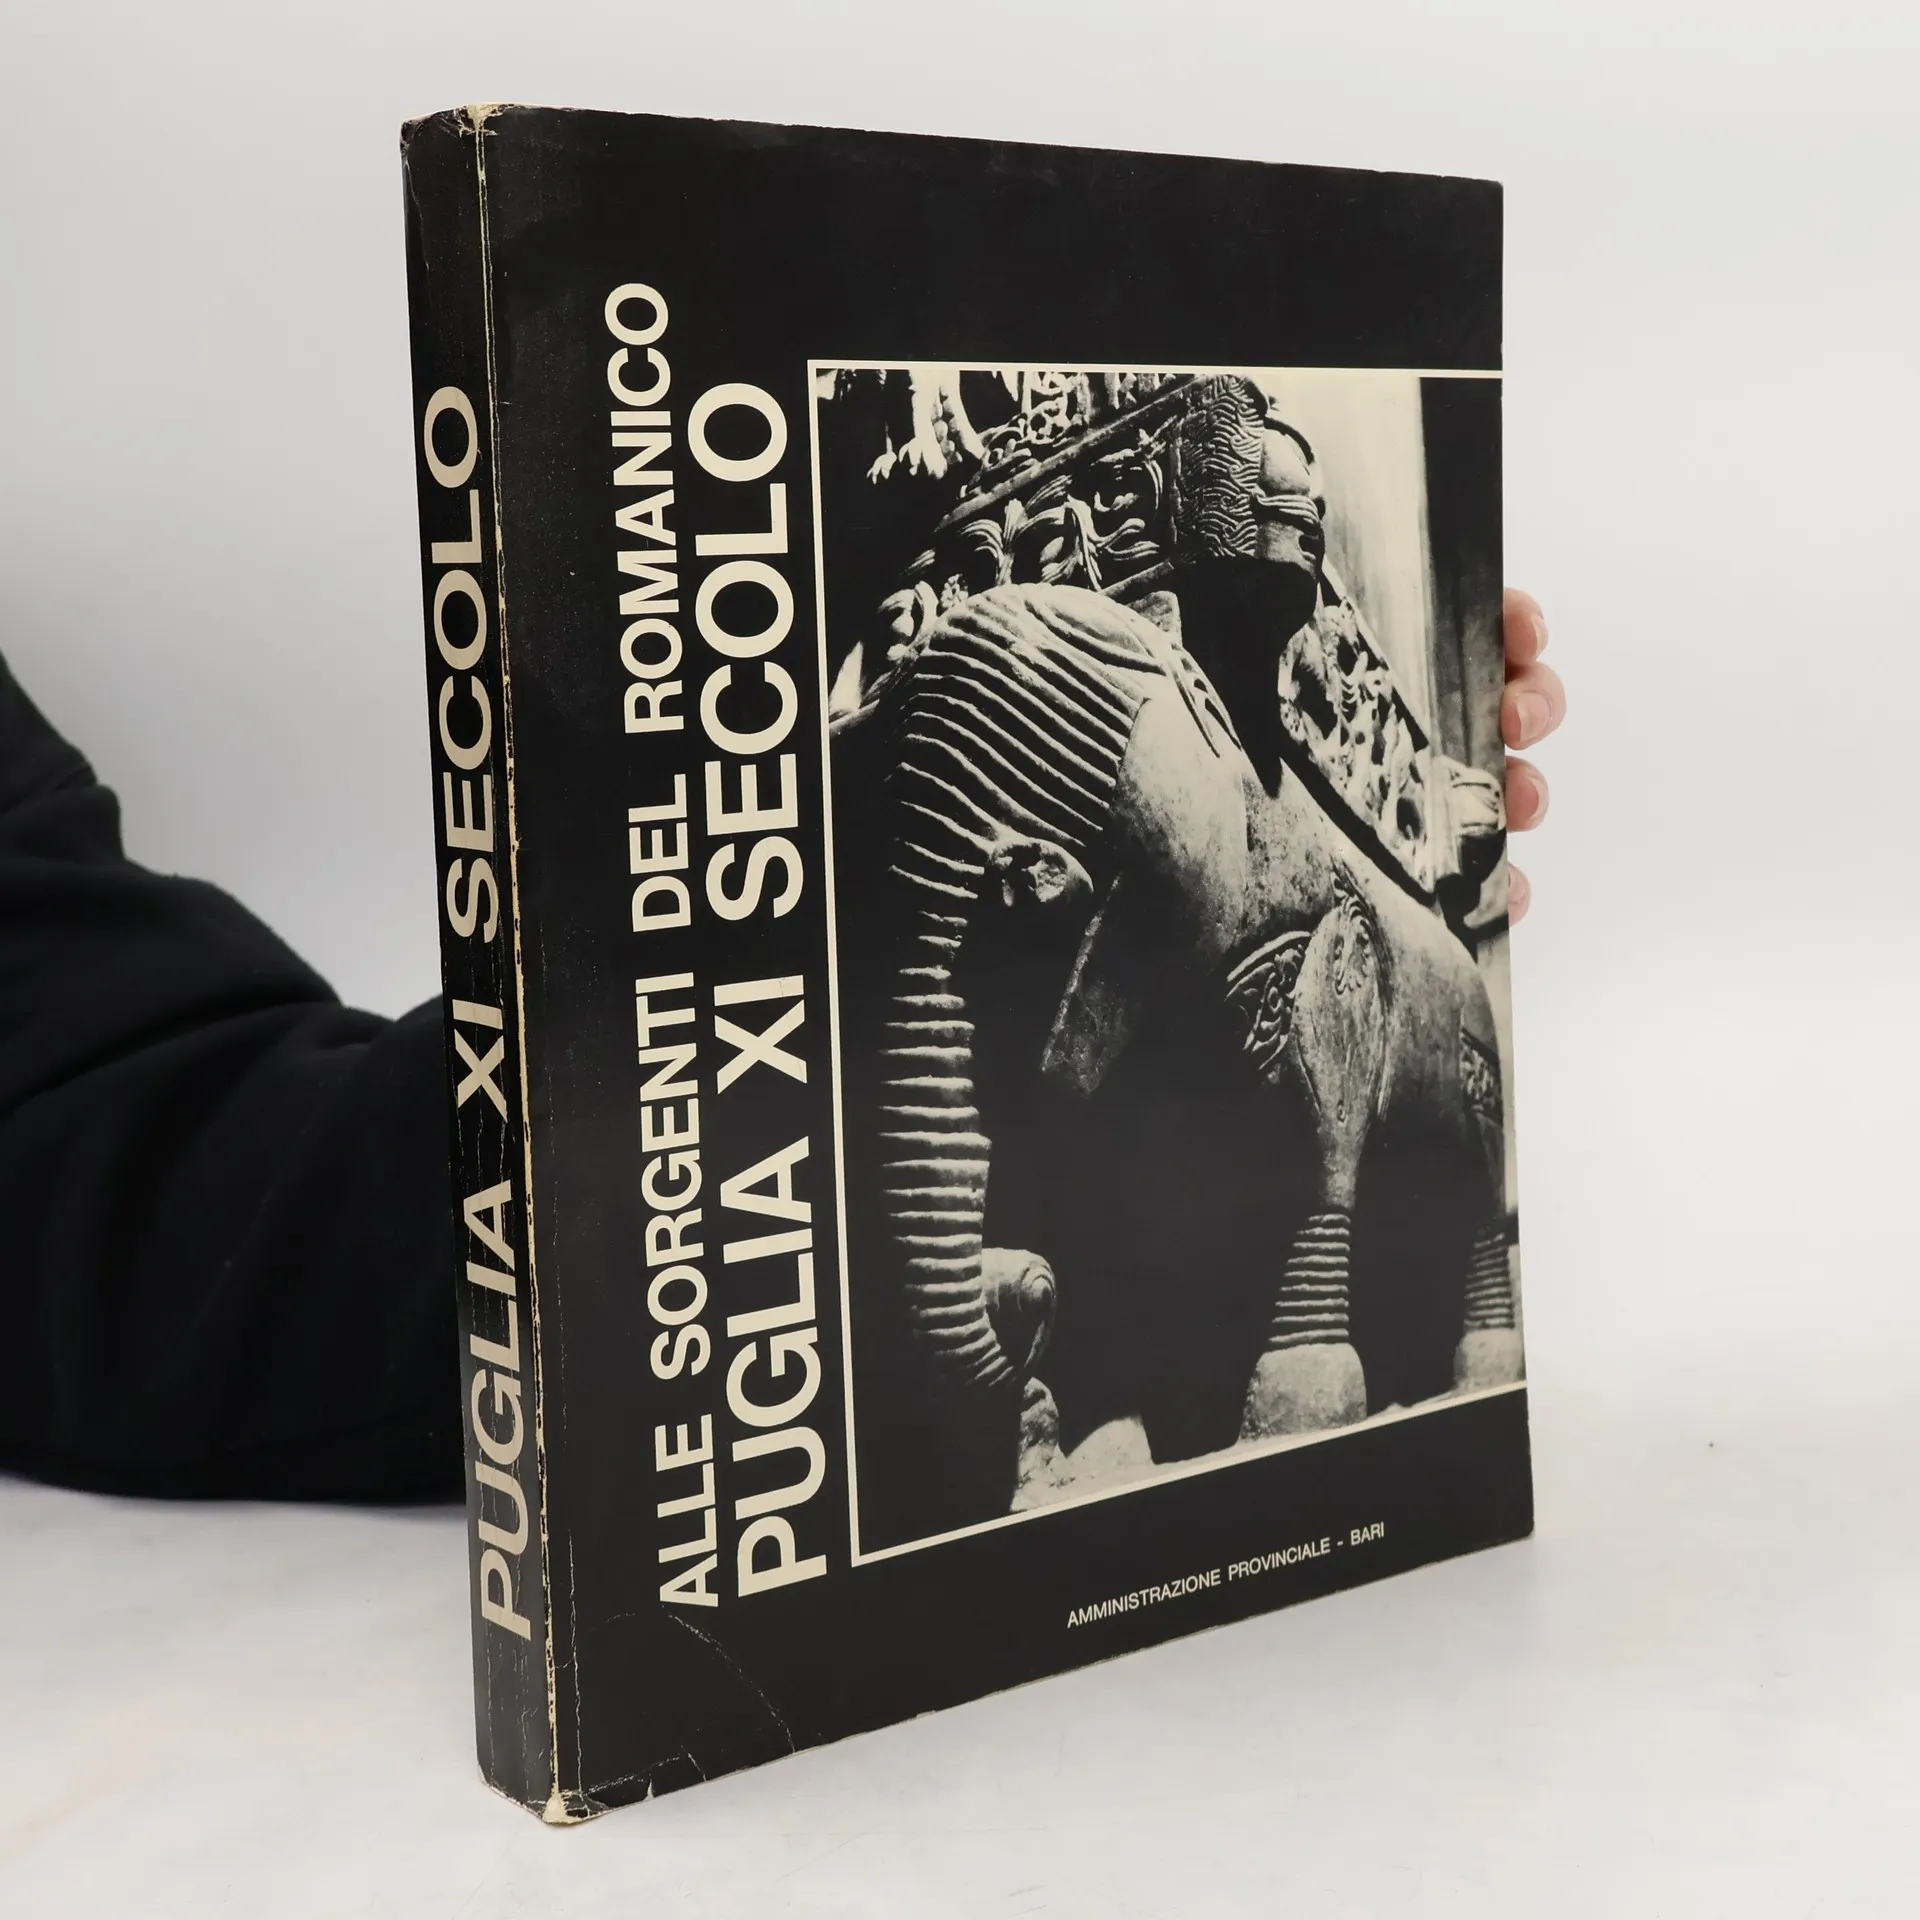 PUGLIA XI SECOLO
ALLE SORGENTI DEL ROMANICO
PUGLIA XI SECOLO
AMMINISTRAZIONE PROVINCIALE - BARI